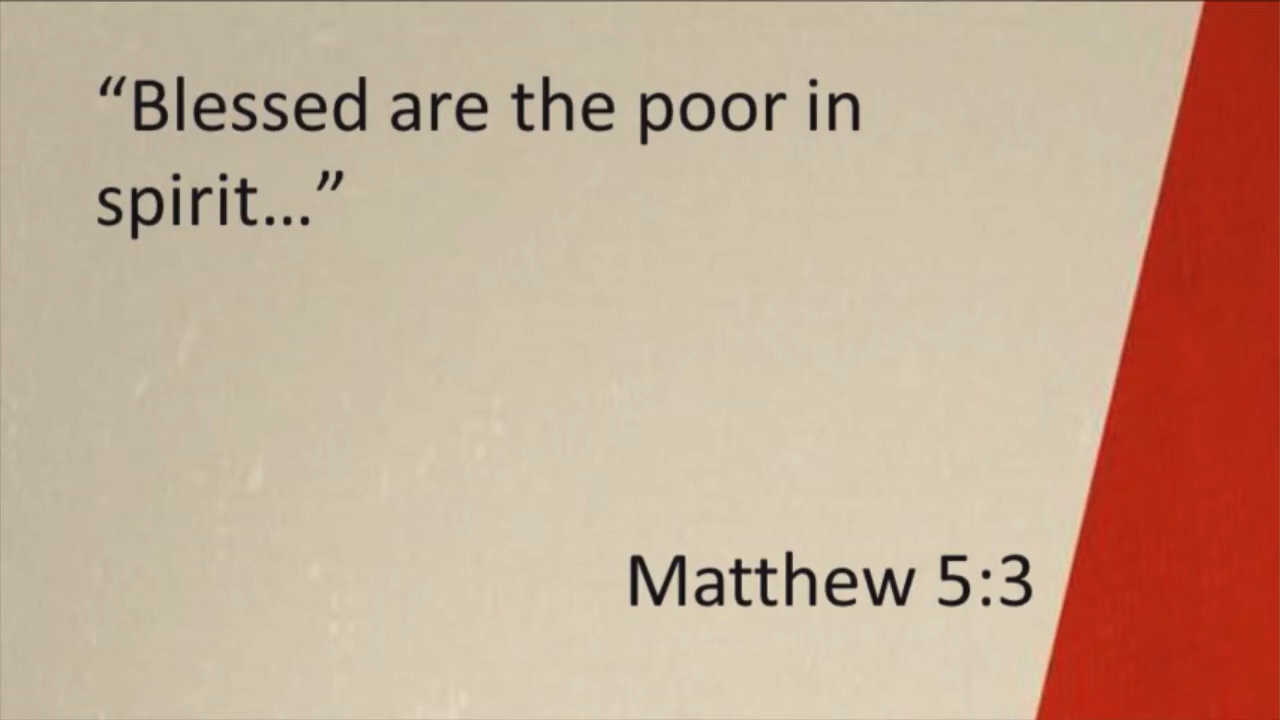 “Blessed are the poor in
spirit…”
Matthew 5:3